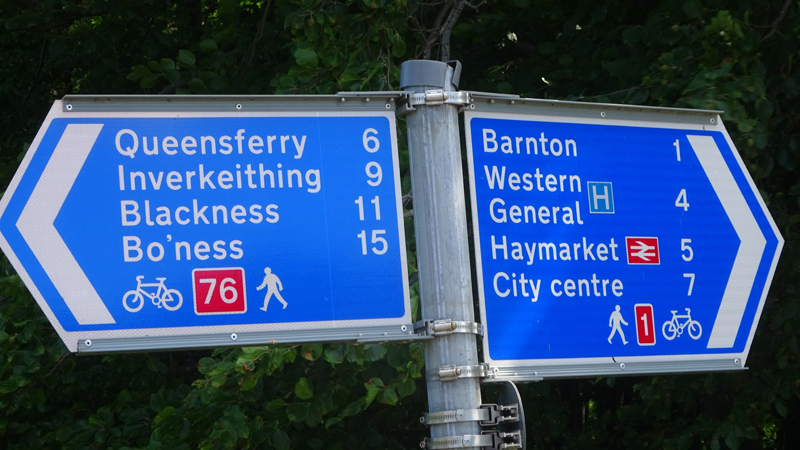 Queensferry 6
Inverkeithing 9
Blackness 11
Bo'ness 15
76
Barnton 1
Western
General H 4
Haymarket 5
City centre 7
1